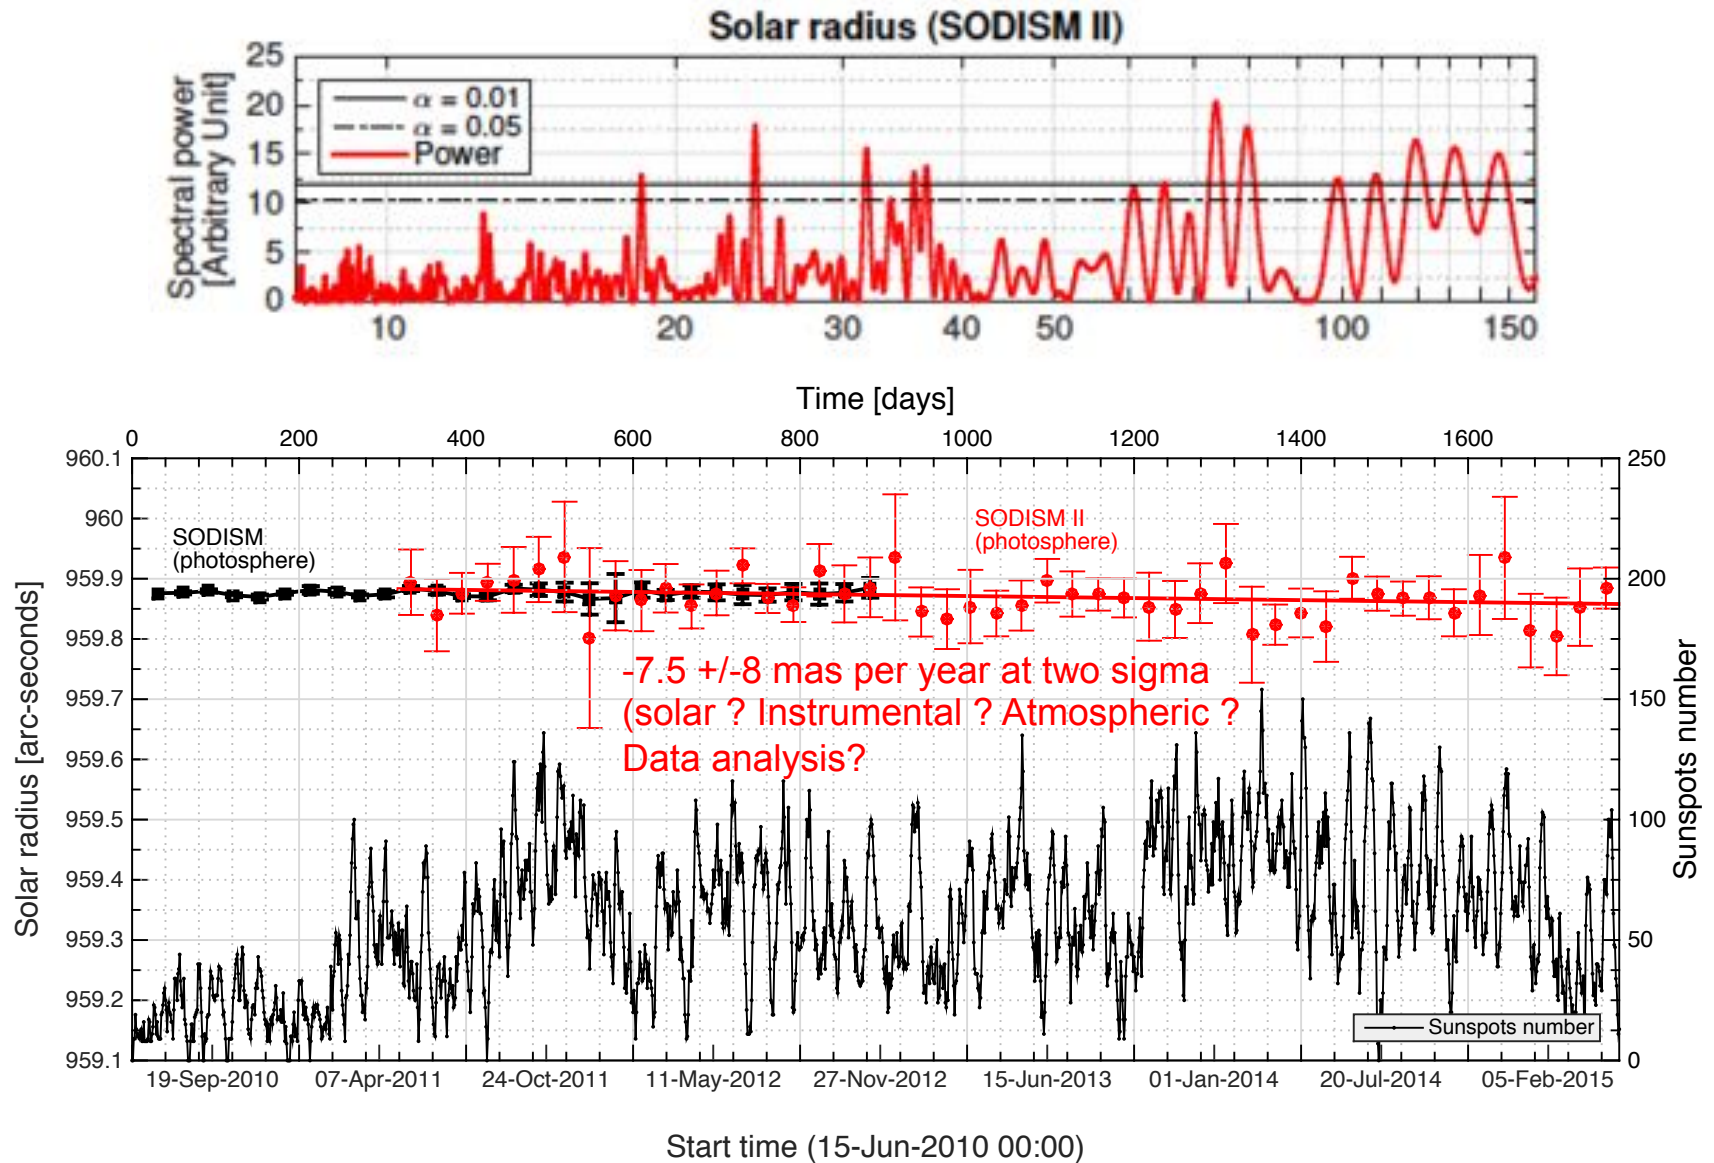 Solar radius (SODISM II)
Spectral power
[Arbitrary Unit]
25
20
15
10
5
0
α = 0.01
α = 0.05
Power
10 20 30 40 50 100 150
Time [days]
0 200 400 600 800 1000 1200 1400 1600
Solar radius [arc-seconds]
960.1
960
959.9
959.8
959.7
959.6
959.5
959.4
959.3
959.2
959.1
SODISM
(photosphere)
SODISM II
(photosphere)
-7.5 +/-8 mas per year at two sigma
(solar ? Instrumental ? Atmospheric ?
Data analysis?
250
200
150
100
50
0
Sunspots number
Sunspots number
19-Sep-2010 07-Apr-2011 24-Oct-2011 11-May-2012 27-Nov-2012 15-Jun-2013 01-Jan-2014 20-Jul-2014 05-Feb-2015
Start time (15-Jun-2010 00:00)